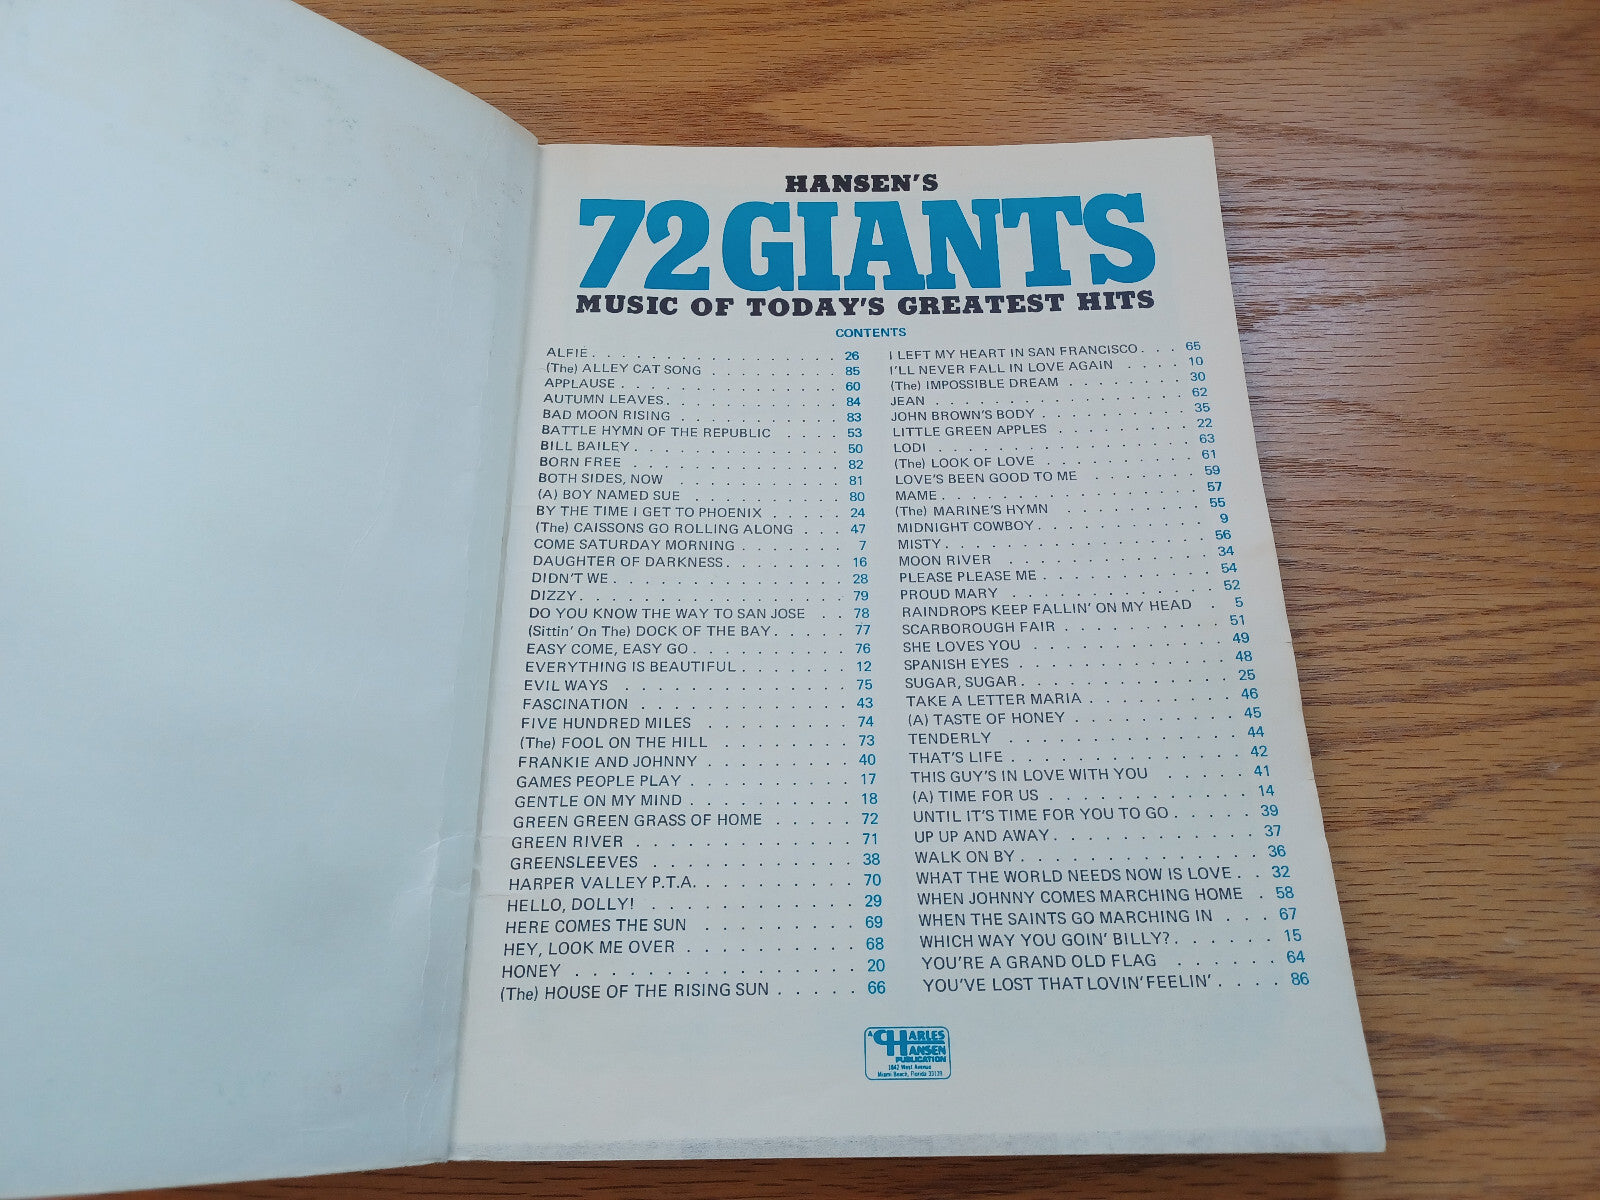 HANSEN'S
72 GIANTS
MUSIC OF TODAY'S GREATEST HITS
CONTENTS
ALFIE. . . . . . . . . . . . . . . . . 26
(The) ALLEY CAT SONG . . . . . . . . . 85
APPLAUSE . . . . . . . . . . . . . . . 60
AUTUMN LEAVES. . . . . . . . . . . . 84
BAD MOON RISING . . . . . . . . . . . 83
BATTLE HYMN OF THE REPUBLIC . . . . 53
BILL BAILEY. . . . . . . . . . . . . . 50
BORN FREE . . . . . . . . . . . . . . 82
BOTH SIDES, NOW . . . . . . . . . . . 81
(A) BOY NAMED SUE . . . . . . . . . . 80
BY THE TIME I GET TO PHOENIX . . . . . 24
(The) CAISSONS GO ROLLING ALONG . . . 47
COME SATURDAY MORNING . . . . . . . 7
DAUGHTER OF DARKNESS. . . . . . . . 16
DIDN'T WE . . . . . . . . . . . . . . . 28
DIZZY. . . . . . . . . . . . . . . . . 79
DO YOU KNOW THE WAY TO SAN JOSE . . 78
(Sittin' On The) DOCK OF THE BAY. . . . . 77
EASY COME, EASY GO . . . . . . . . . . 76
EVERYTHING IS BEAUTIFUL . . . . . . . 12
EVIL WAYS . . . . . . . . . . . . . . 75
FASCINATION . . . . . . . . . . . . . 43
FIVE HUNDRED MILES . . . . . . . . . 74
(The) FOOL ON THE HILL . . . . . . . . 73
FRANKIE AND JOHNNY . . . . . . . . . 40
GAMES PEOPLE PLAY . . . . . . . . . . 17
GENTLE ON MY MIND . . . . . . . . . . 18
GREEN GREEN GRASS OF HOME . . . . . 72
GREEN RIVER . . . . . . . . . . . . . 71
GREENSLEEVES . . . . . . . . . . . . 38
HARPER VALLEY P.T.A. . . . . . . . . . 70
HELLO, DOLLY! . . . . . . . . . . . . 29
HERE COMES THE SUN . . . . . . . . . 69
HEY, LOOK ME OVER . . . . . . . . . . 68
HONEY . . . . . . . . . . . . . . . . 20
(The) HOUSE OF THE RISING SUN . . . . . 66
I LEFT MY HEART IN SAN FRANCISCO . . . 65
I'LL NEVER FALL IN LOVE AGAIN . . . . 10
(The) IMPOSSIBLE DREAM . . . . . . . . 30
JEAN . . . . . . . . . . . . . . . . . 62
JOHN BROWN'S BODY . . . . . . . . . . 35
LITTLE GREEN APPLES . . . . . . . . . 22
LODI . . . . . . . . . . . . . . . . . 63
(The) LOOK OF LOVE . . . . . . . . . . 61
LOVE'S BEEN GOOD TO ME . . . . . . . 59
MAME . . . . . . . . . . . . . . . . . 57
(The) MARINE'S HYMN . . . . . . . . . 55
MIDNIGHT COWBOY . . . . . . . . . . . 9
MISTY. . . . . . . . . . . . . . . . . 56
MOON RIVER . . . . . . . . . . . . . 34
PLEASE PLEASE ME . . . . . . . . . . . 54
PROUD MARY . . . . . . . . . . . . . 52
RAINDROPS KEEP FALLIN' ON MY HEAD . 5
SCARBOROUGH FAIR . . . . . . . . . . 51
SHE LOVES YOU . . . . . . . . . . . . 49
SPANISH EYES . . . . . . . . . . . . . 48
SUGAR, SUGAR . . . . . . . . . . . . . 25
TAKE A LETTER MARIA . . . . . . . . . 46
(A) TASTE OF HONEY . . . . . . . . . . 45
TENDERLY . . . . . . . . . . . . . . 44
THAT'S LIFE . . . . . . . . . . . . . . 42
THIS GUY'S IN LOVE WITH YOU . . . . . 41
(A) TIME FOR US . . . . . . . . . . . . 14
UNTIL IT'S TIME FOR YOU TO GO . . . . . 39
UP UP AND AWAY . . . . . . . . . . . . 37
WALK ON BY . . . . . . . . . . . . . . 36
WHAT THE WORLD NEEDS NOW IS LOVE . . 32
WHEN JOHNNY COMES MARCHING HOME . 58
WHEN THE SAINTS GO MARCHING IN . . . 67
WHICH WAY YOU GOIN' BILLY? . . . . . . 15
YOU'RE A GRAND OLD FLAG . . . . . . 64
YOU'VE LOST THAT LOVIN' FEELIN' . . . . 86
A CHARLES
HANSEN
PUBLICATION
1842 West Avenue
Miami Beach, Florida 33139